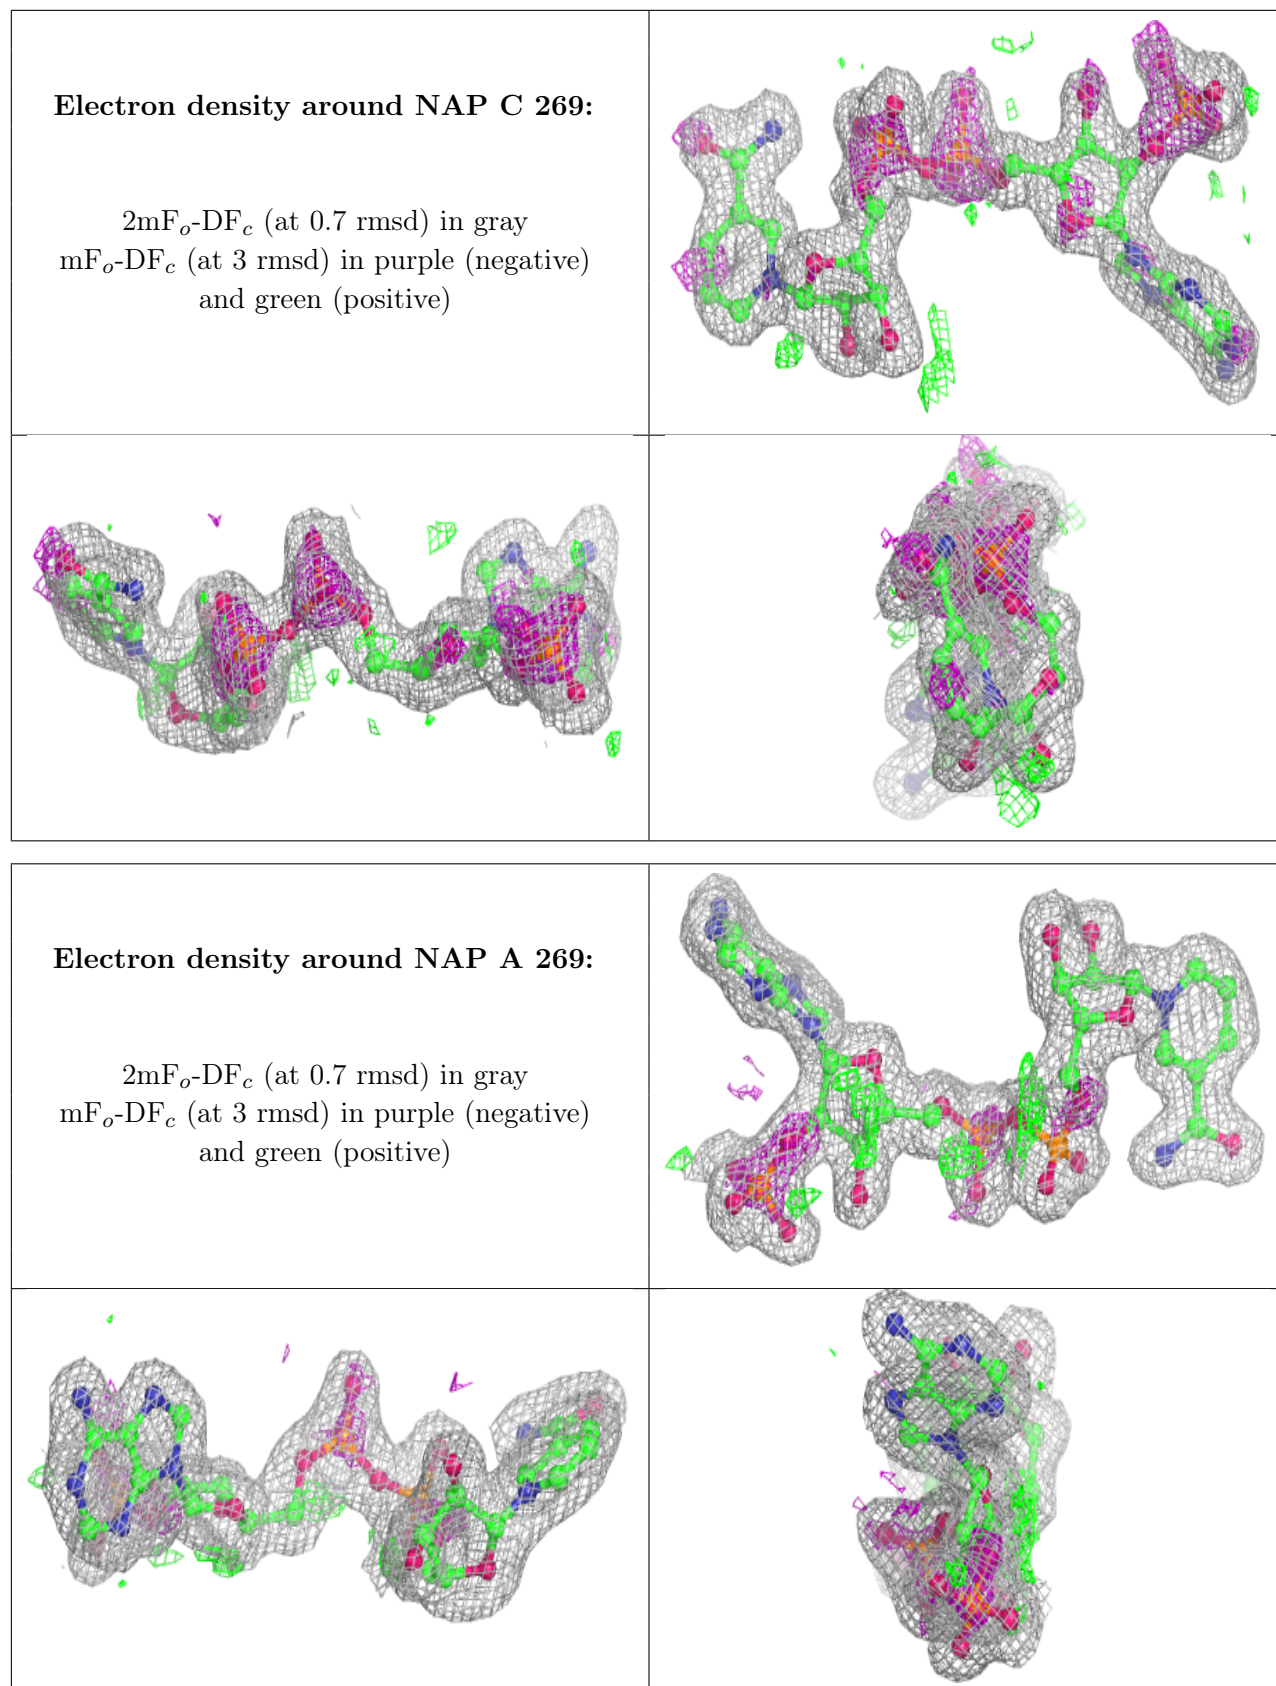 Electron density around NAP C 269:
2mFo-DFc (at 0.7 rmsd) in gray
mFo-DFc (at 3 rmsd) in purple (negative)
and green (positive)
Electron density around NAP A 269:
2mFo-DFc (at 0.7 rmsd) in gray
mFo-DFc (at 3 rmsd) in purple (negative)
and green (positive)